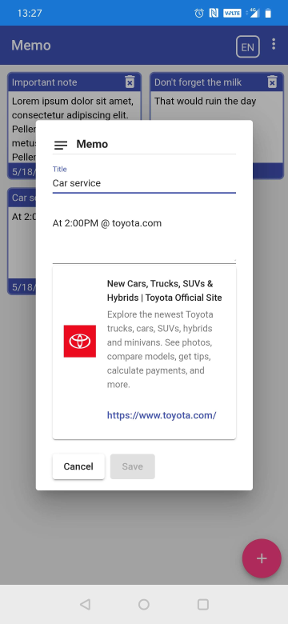 13:27
VoLTE
4G
Memo
EN
Important note
Don't forget the milk
Lorem ipsum dolor sit amet,
consectetur adipiscing elit.
That would ruin the day
Peller
metus
Peller
5/18/
Car se
At 2:0
5/18/
Memo
Title
Car service
At 2:00PM @ toyota.com
New Cars, Trucks, SUVs &
Hybrids | Toyota Official Site
Explore the newest Toyota
trucks, cars, SUVs, hybrids
and minivans. See photos,
compare models, get tips,
calculate payments, and
more.
https://www.toyota.com/
Cancel
Save